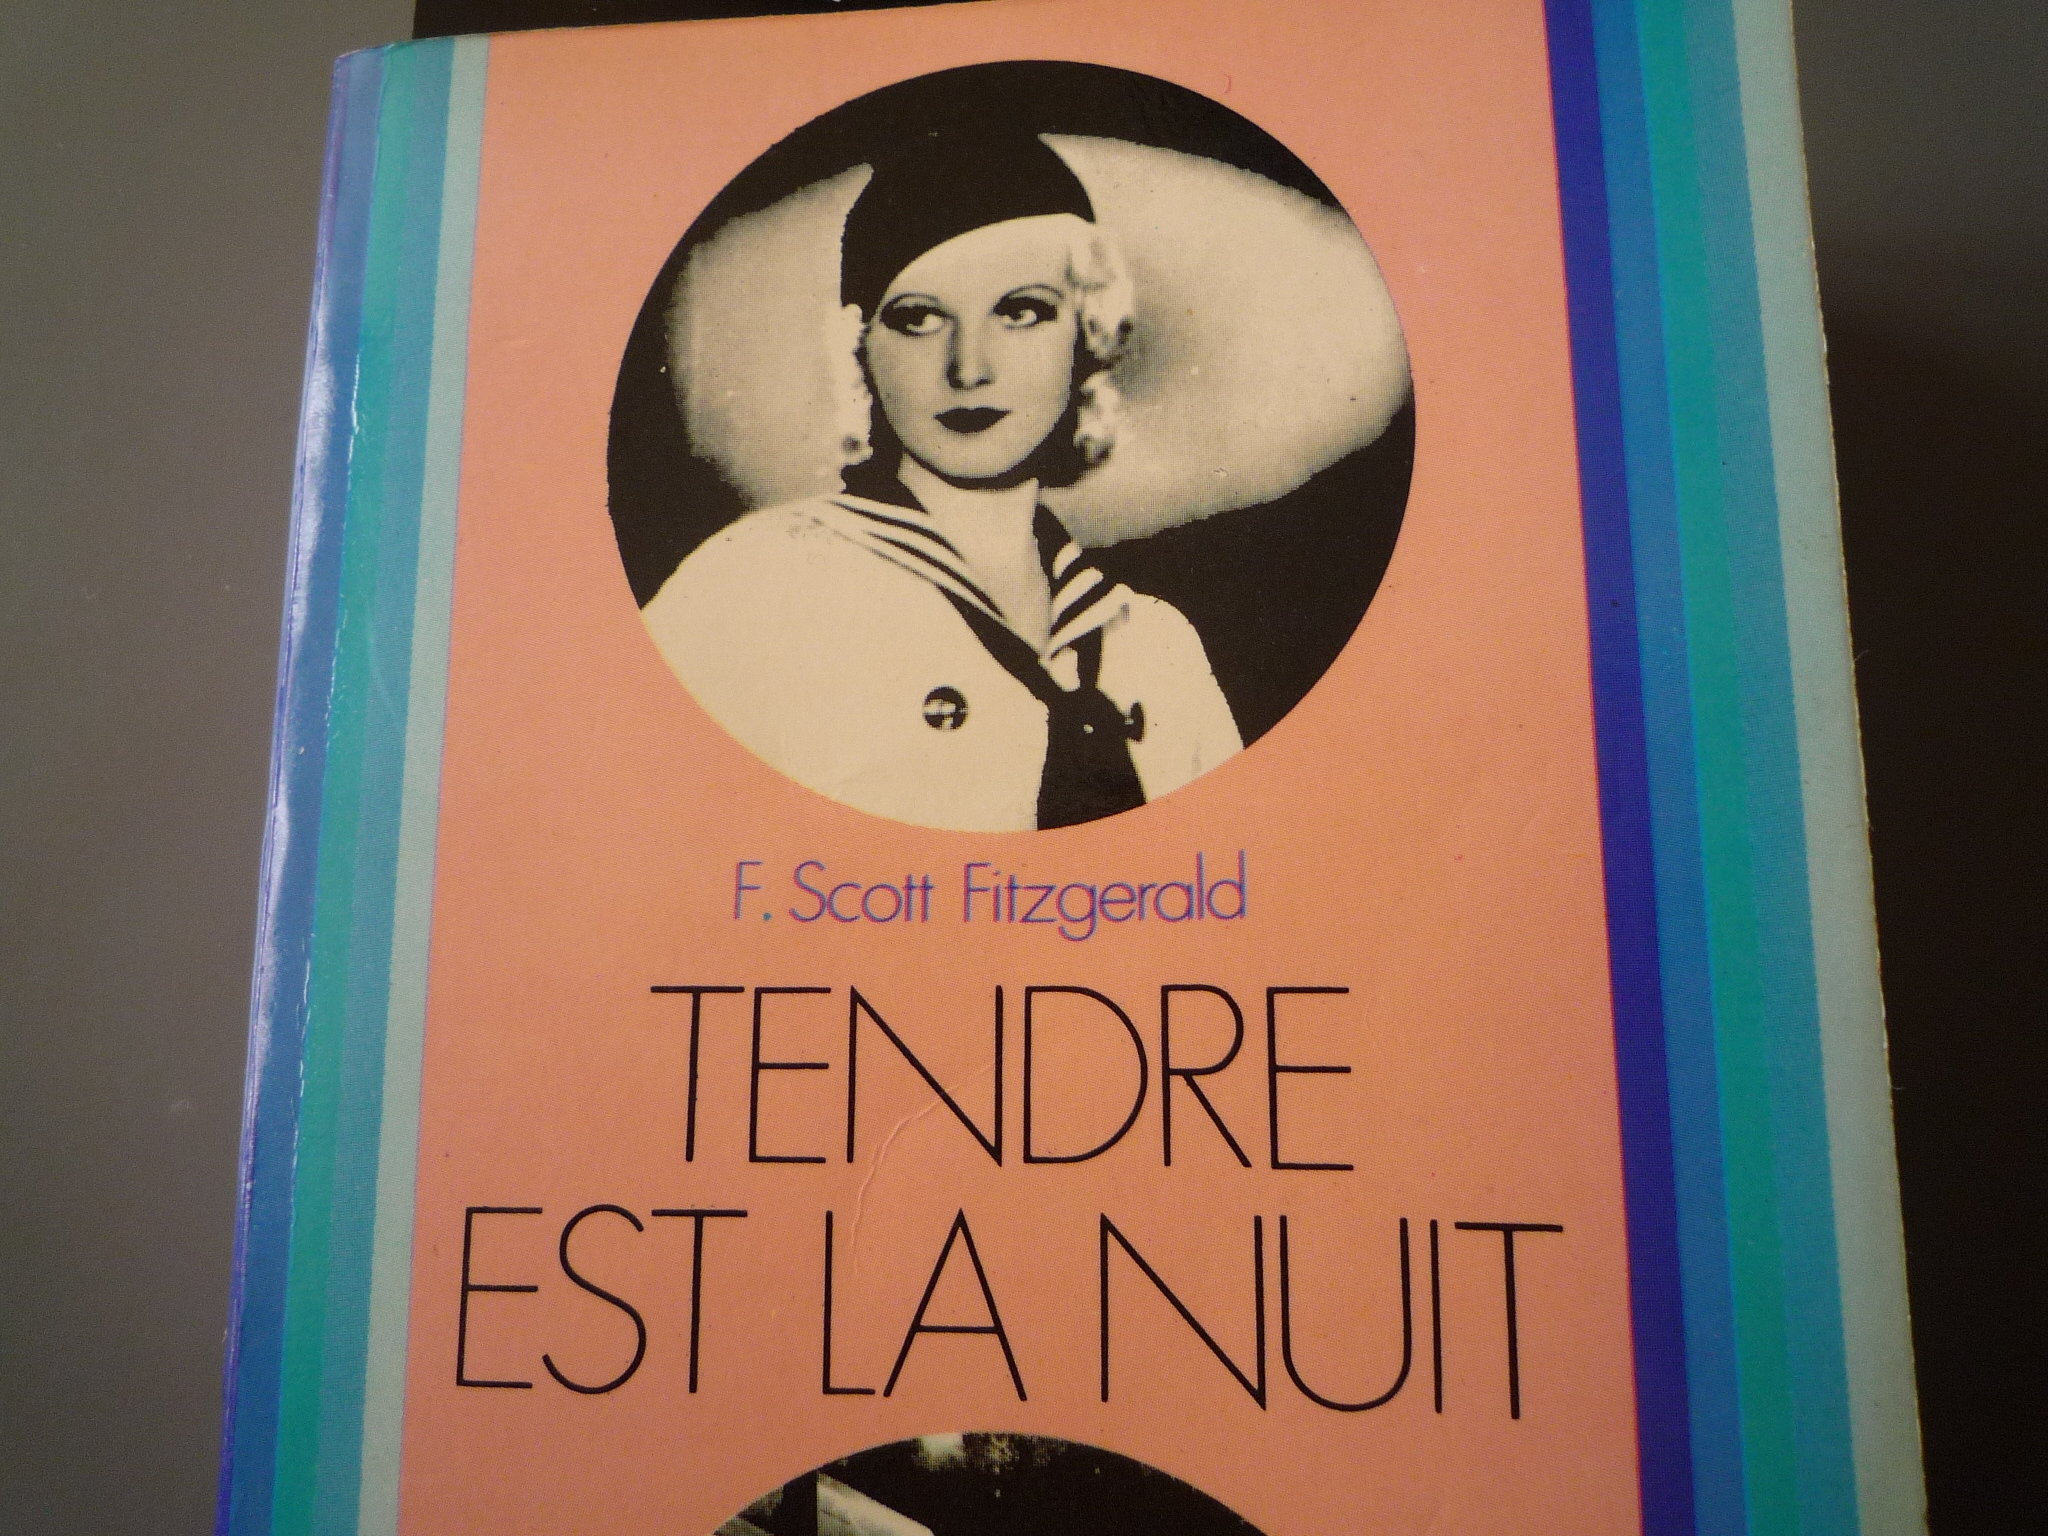 F. Scott Fitzgerald
TENDRE
EST LA NUIT